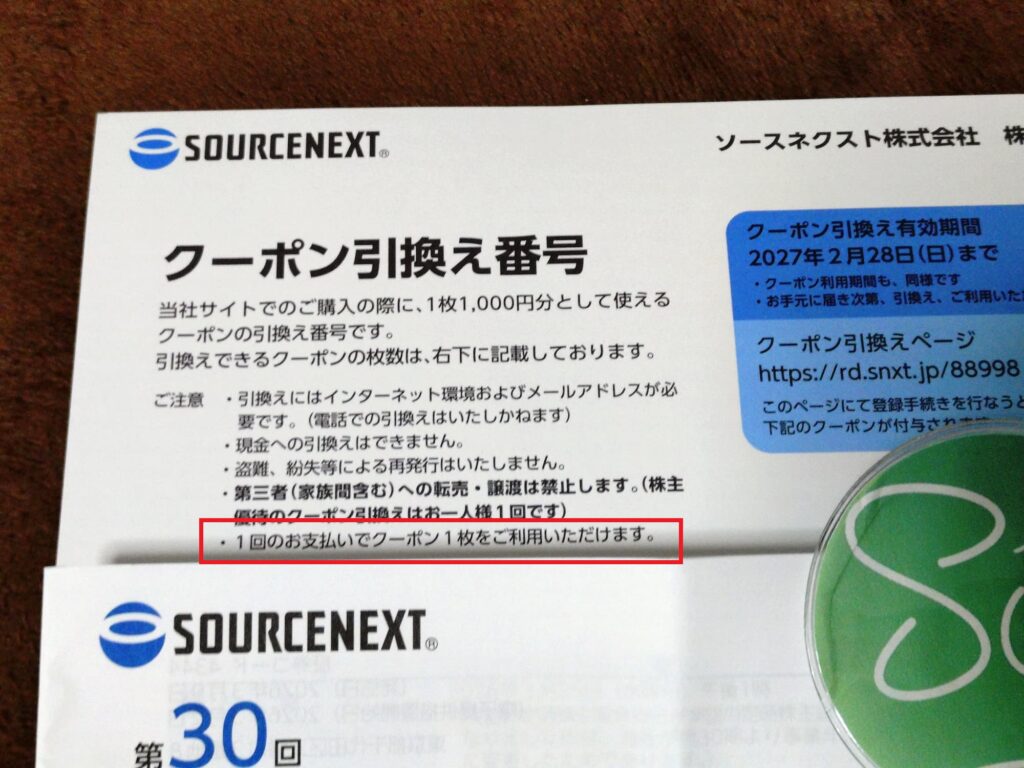 SOURCENEXT®
ソースネクスト株式会社 株
クーポン引換え番号
当社サイトでのご購入の際に、1枚1,000円分として使える
クーポンの引換え番号です。
引換えできるクーポンの枚数は、右下に記載しております。
ご注意 ・引換えにはインターネット環境およびメールアドレスが必
要です。(電話での引換えはいたしかねます)
・現金への引換えはできません。
・盗難、紛失等による再発行はいたしません。
・第三者(家族間含む)への転売・譲渡は禁止します。(株主
優待のクーポン引換えはお一人様1回です)
・1回のお支払いでクーポン1枚をご利用いただけます。
クーポン引換え有効期間
2027年2月28日(日)まで
・クーポン利用期間も、同様です
・お手元に届き次第、引換え、ご利用いた
クーポン引換えページ
https://rd.snxt.jp/88998
このページにて登録手続きを行なうと
下記のクーポンが付与されます
SOURCENEXT®
第30回